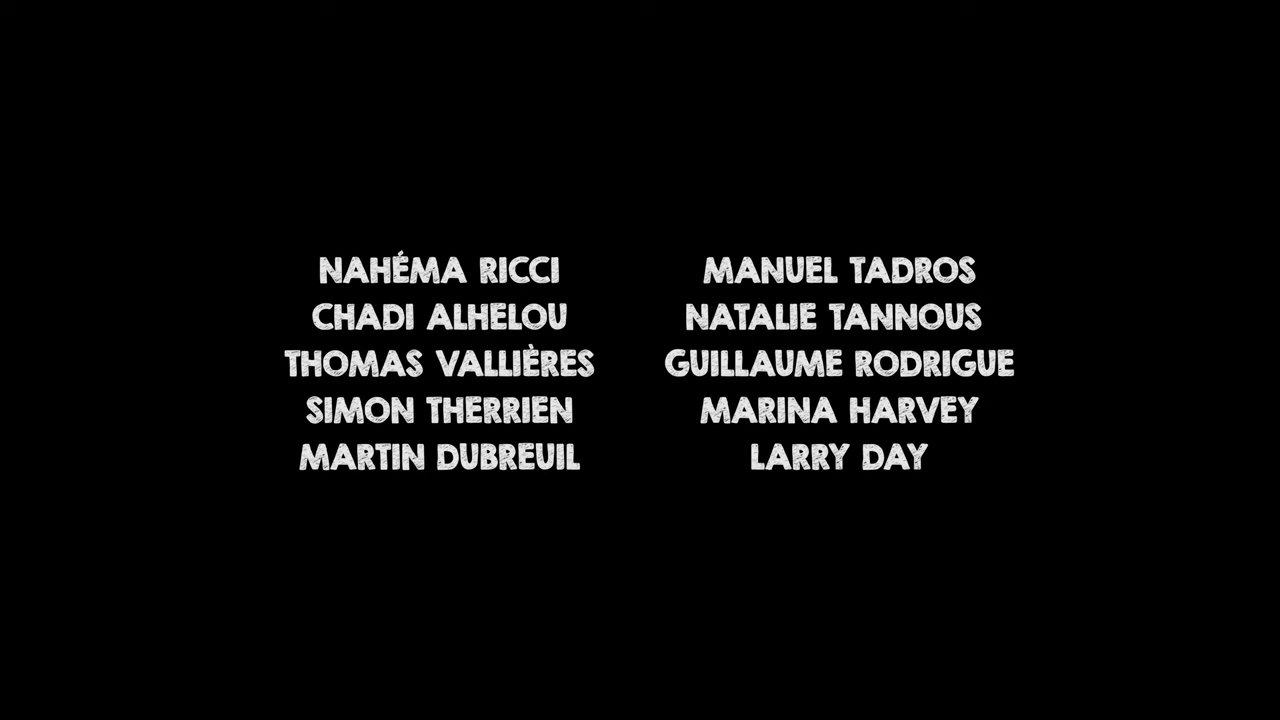 NAHÉMA RICCI
CHADI ALHELOU
THOMAS VALLIÈRES
SIMON THERRIEN
MARTIN DUBREUIL
MANUEL TADROS
NATALIE TANNOUS
GUILLAUME RODRIGUE
MARINA HARVEY
LARRY DAY